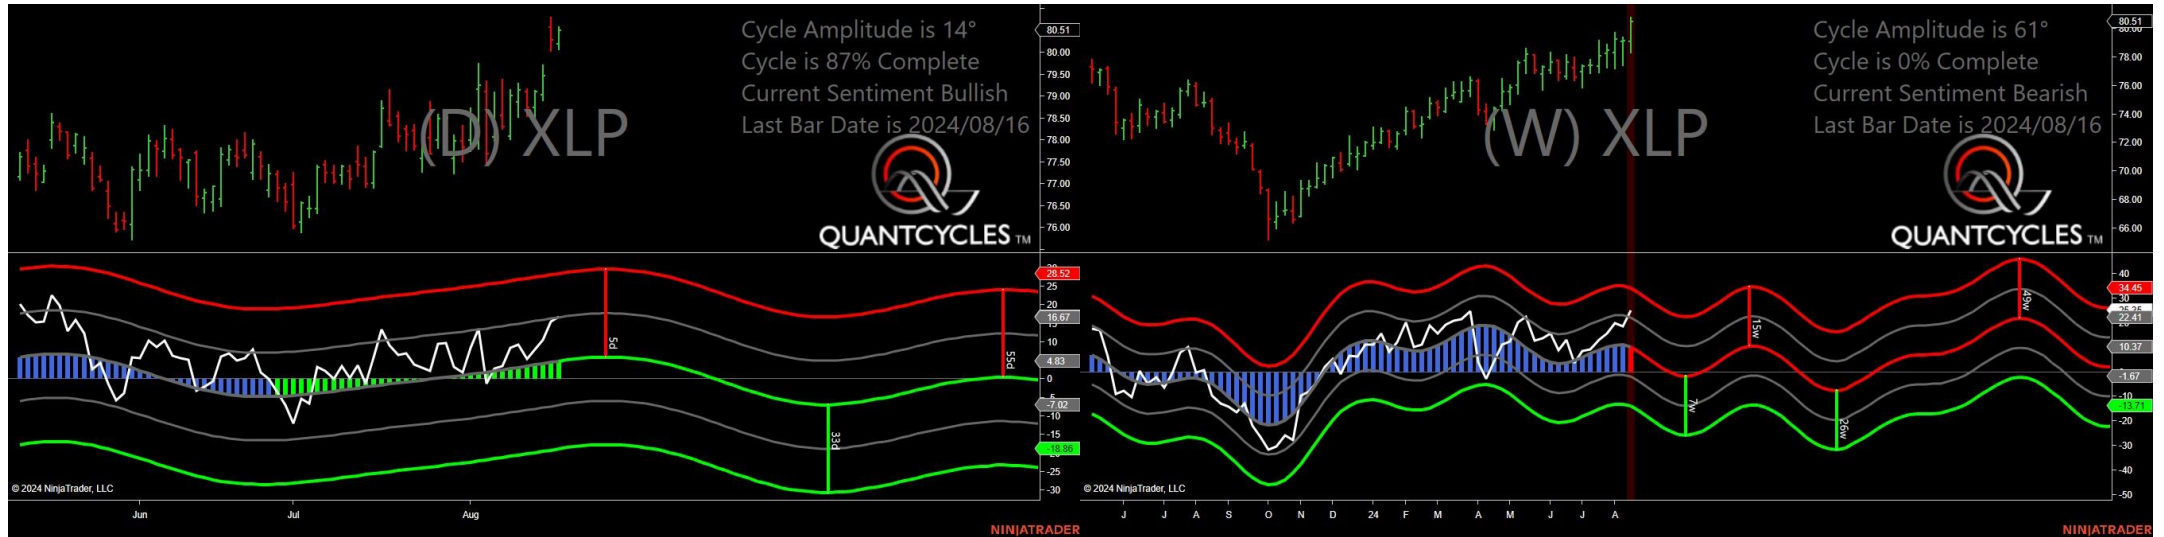 Cycle Amplitude is 14°
Cycle is 87% Complete
Current Sentiment Bullish
Last Bar Date is 2024/08/16
(D) XLP
QUANTCYCLES TM
80.51
80.00
79.50
79.00
78.50
78.00
77.50
77.00
76.50
76.00
28.52
25
20
16.67
15
10
4.83
0
-7.02
-10
-15
-18.86
-25
-30
5d
33d
55d
© 2024 NinjaTrader, LLC
Jun Jul Aug
NINJATRADER
Cycle Amplitude is 61°
Cycle is 0% Complete
Current Sentiment Bearish
Last Bar Date is 2024/08/16
(W) XLP
QUANTCYCLES TM
80.51
80.00
78.00
76.00
74.00
72.00
70.00
68.00
66.00
40
34.45
30
22.41
10.37
-1.67
-10
-13.71
-20
-30
-40
-50
7w
15w
26w
49w
© 2024 NinjaTrader, LLC
J J A S O N D 24 F M A M J J A
NINJATRADER